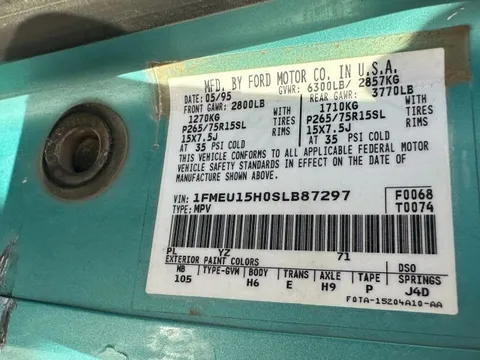 MFD. BY FORD MOTOR CO. IN U.S.A.
DATE: 05/95 GVWR: 6300LB/ 2857KG
FRONT GAWR: 2800LB REAR GAWR: 3770LB
1270KG WITH 1710KG WITH
P265/75R15SL TIRES P265/75R15SL TIRES
15X7.5J RIMS 15X7.5J RIMS
AT 35 PSI COLD AT 35 PSI COLD
THIS VEHICLE CONFORMS TO ALL APPLICABLE FEDERAL MOTOR
VEHICLE SAFETY STANDARDS IN EFFECT ON THE DATE OF
MANUFACTURE SHOWN ABOVE.
VIN: 1FMEU15H0SLB87297 F0068
TYPE: MPV T0074
PL YZ 71
EXTERIOR PAINT COLORS DSO
WB TYPE-GVM BODY TRANS AXLE TAPE SPRINGS
105 H6 E H9 P J4D
F0TA-15204A10-AA